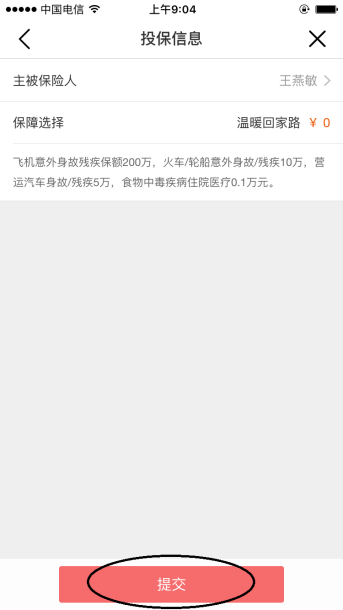 中国电信 上午9:04
投保信息
主被保险人 王燕敏
保障选择 温暖回家路 ¥ 0
飞机意外身故残疾保额200万，火车/轮船意外身故/残疾10万，营
运汽车身故/残疾5万，食物中毒疾病住院医疗0.1万元。
提交